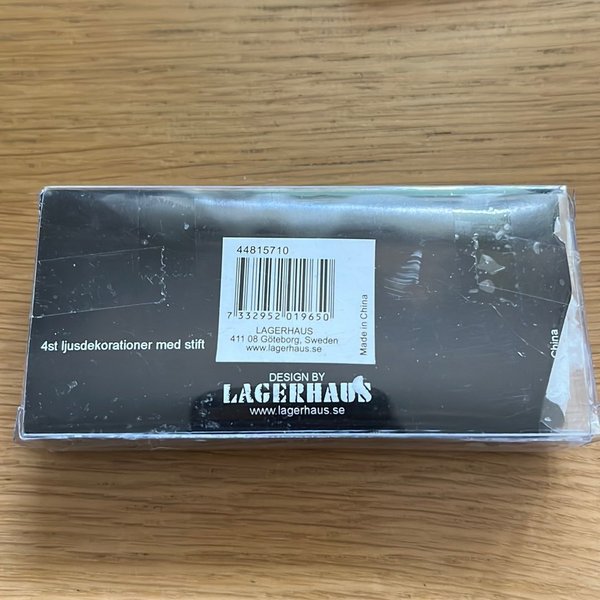 44815710
7 332952 019650
LAGERHAUS
411 08 Göteborg, Sweden
www.lagerhaus.se
Made in China
4st ljusdekorationer med stift
China
DESIGN BY
LAGERHAUS
www.lagerhaus.se